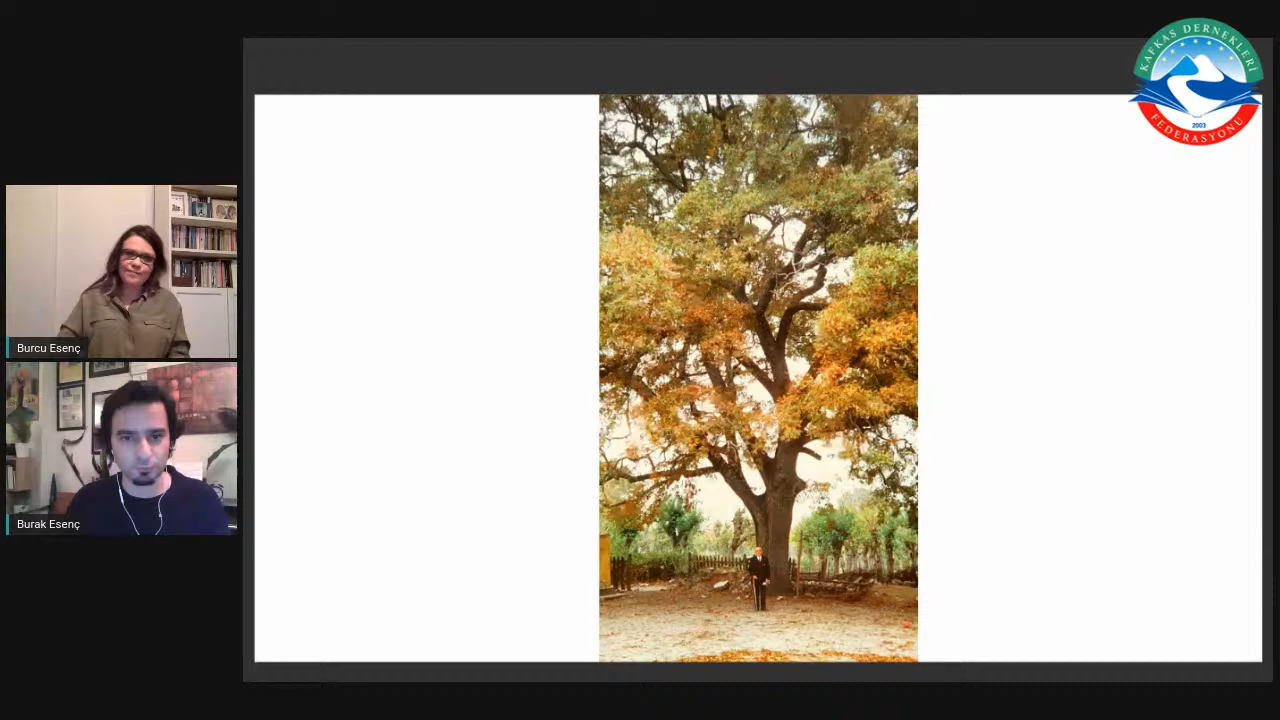 KAFKAS DERNEKLERİ
2003
FEDERASYONU
Burcu Esenç
Burak Esenç